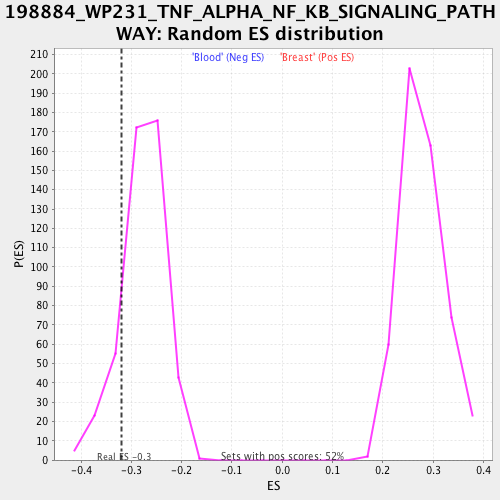 198884_WP231_TNF_ALPHA_NF_KB_SIGNALING_PATH
WAY: Random ES distribution
'Blood' (Neg ES) 'Breast' (Pos ES)
210
200
190
180
170
160
150
140
130
120
110
100
90
80
70
60
50
40
30
20
10
0
P(ES)
Real ES -0.3
Sets with pos scores: 52%
-0.4 -0.3 -0.2 -0.1 0.0 0.1 0.2 0.3 0.4
ES